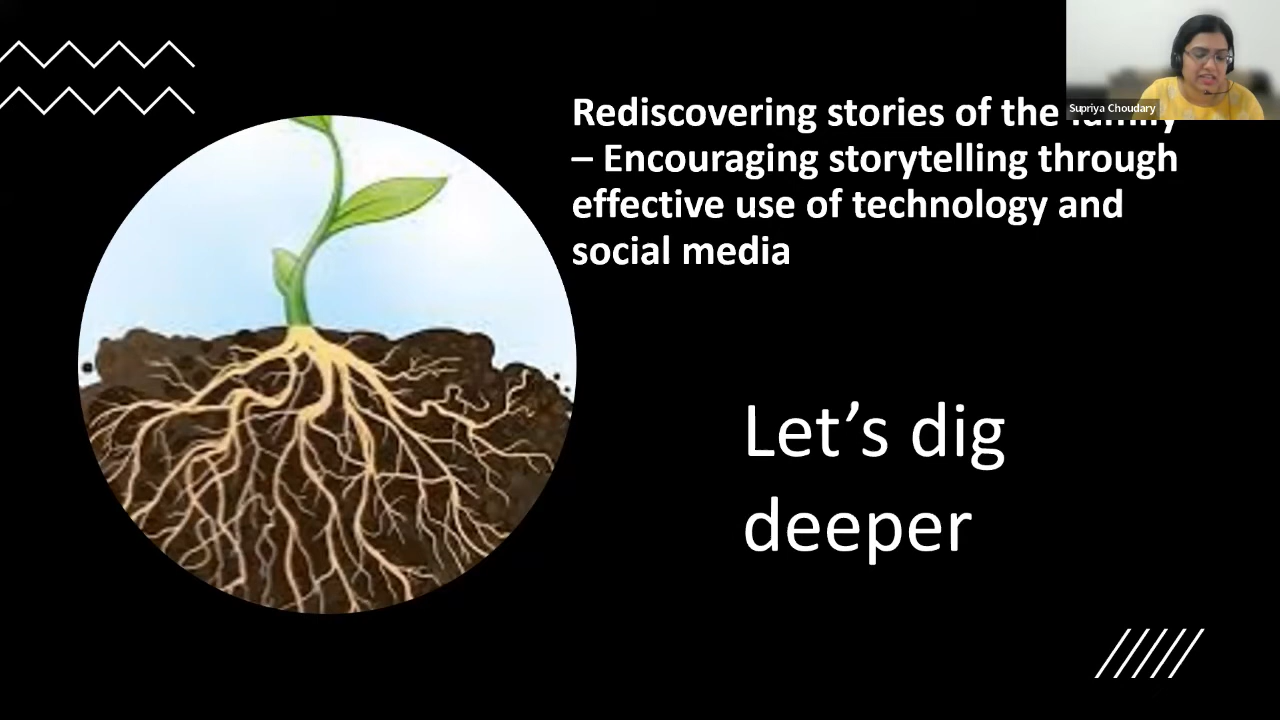 Rediscovering stories of the family
– Encouraging storytelling through
effective use of technology and
social media
Let’s dig
deeper
Supriya Choudary